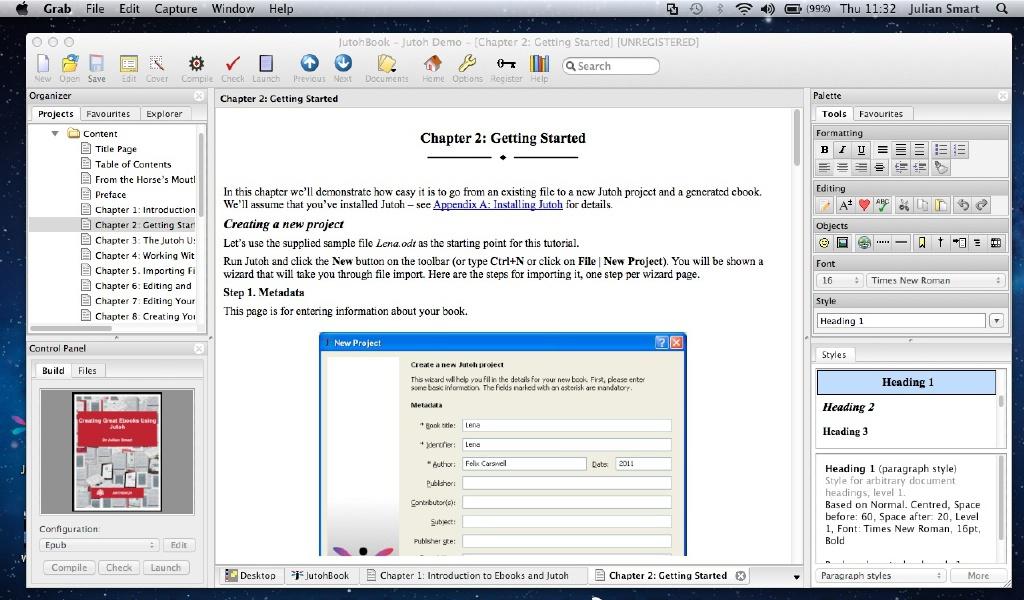 Grab File Edit Capture Window Help (99%) Thu 11:32 Julian Smart
JutohBook - Jutoh Demo - [Chapter 2: Getting Started] [UNREGISTERED]
New Open Save Edit Cover Compile Check Launch Previous Next Documents Home Options Register Help Search
Organizer
Projects Favourites Explorer
Content
Title Page
Table of Contents
From the Horse's Mouth
Preface
Chapter 1: Introduction
Chapter 2: Getting Star
Chapter 3: The Jutoh U
Chapter 4: Working Wit
Chapter 5. Importing Fi
Chapter 6: Editing and
Chapter 7: Editing Your
Chapter 8: Creating Yo
Control Panel
Build Files
Creating Great Ebooks Using
Jutoh
Dr Julian Smart
Configuration:
Epub Edit
Compile Check Launch
Chapter 2: Getting Started
Chapter 2: Getting Started
In this chapter we'll demonstrate how easy it is to go from an existing file to a new Jutoh project and a generated ebook.
We'll assume that you've installed Jutoh – see Appendix A: Installing Jutoh for details.
Creating a new project
Let's use the supplied sample file Lena.odt as the starting point for this tutorial.
Run Jutoh and click the New button on the toolbar (or type Ctrl+N or click on File | New Project). You will be shown a
wizard that will take you through file import. Here are the steps for importing it, one step per wizard page.
Step 1. Metadata
This page is for entering information about your book.
New Project
Create a new Jutoh project
This wizard will help you fill in the details for your new book. First, please enter
some basic information. The fields marked with an asterisk are mandatory.
Metadata
* Book title: Lena
* Identifier: Lena
* Author: Felix Carswell Date: 2011
Publisher:
Contributor(s):
Subject:
Publisher site:
Desktop JutohBook Chapter 1: Introduction to Ebooks and Jutoh Chapter 2: Getting Started
Palette
Tools Favourites
Formatting
B I U
Editing
A± ABC
Objects
Font
16 Times New Roman
Style
Heading 1
Styles
Heading 1
Heading 2
Heading 3
Heading 1 (paragraph style)
Style for arbitrary document
headings, level 1.
Based on Normal. Centred, Space
before: 60, Space after: 20, Level
1, Font: Times New Roman, 16pt,
Bold
Paragraph styles More